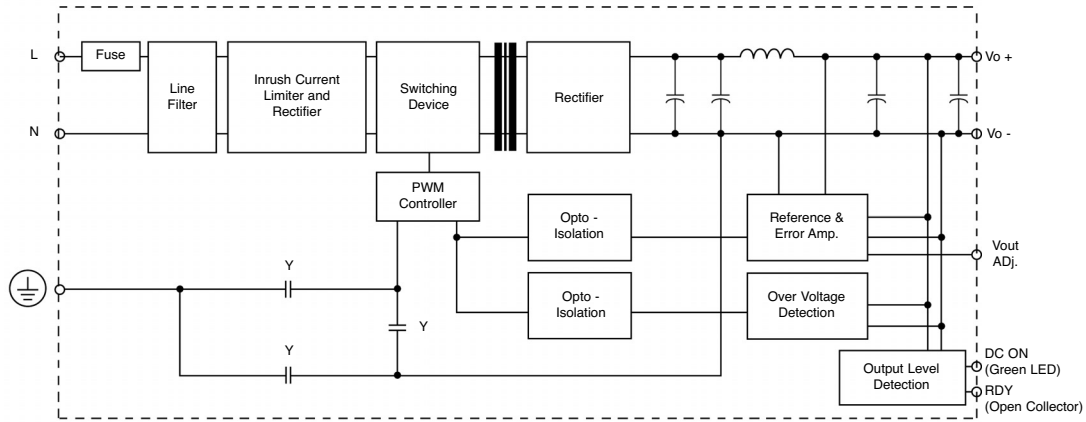 L
Fuse
Line
Filter
Inrush Current
Limiter and
Rectifier
Switching
Device
Rectifier
Vo +
N
Vo -
PWM
Controller
Opto -
Isolation
Reference &
Error Amp.
Vout
ADj.
Y
Y
Y
Opto -
Isolation
Over Voltage
Detection
Output Level
Detection
DC ON
(Green LED)
RDY
(Open Collector)